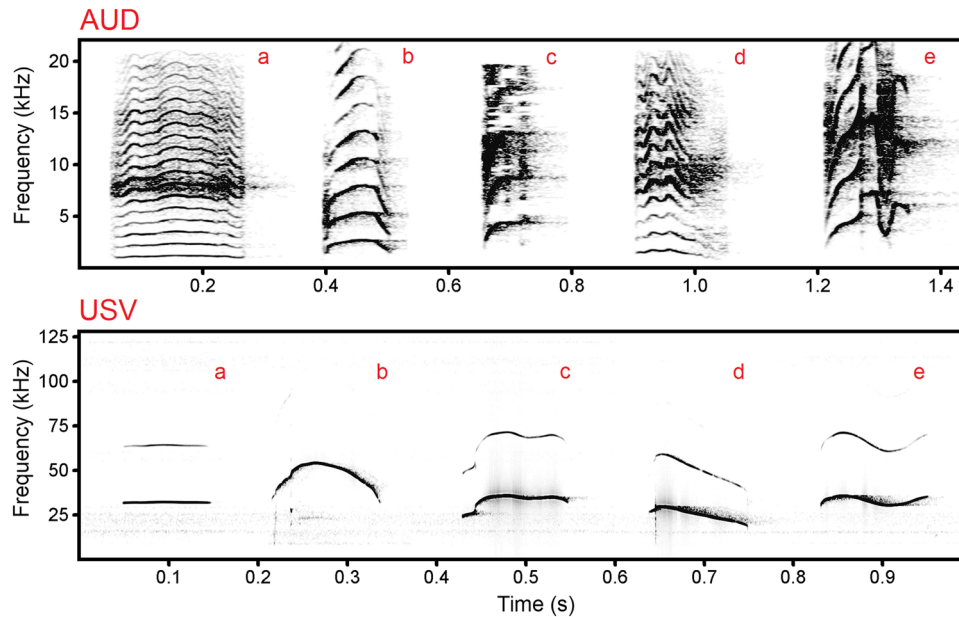 AUD
a b c d e
Frequency (kHz)
20
15
10
5
0.2 0.4 0.6 0.8 1.0 1.2 1.4
USV
a b c d e
Frequency (kHz)
125
100
75
50
25
0.1 0.2 0.3 0.4 0.5 0.6 0.7 0.8 0.9
Time (s)